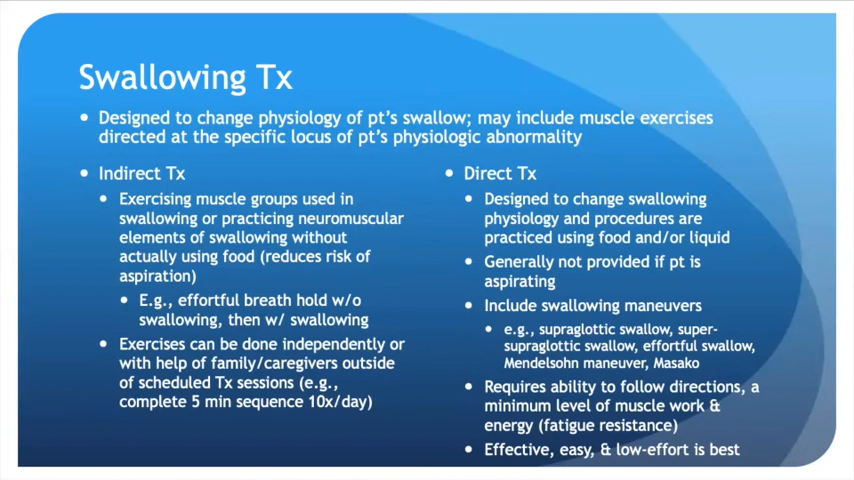 Swallowing Tx
• Designed to change physiology of pt's swallow; may include muscle exercises
directed at the specific locus of pt's physiologic abnormality
• Indirect Tx
• Exercising muscle groups used in
swallowing or practicing neuromuscular
elements of swallowing without
actually using food (reduces risk of
aspiration)
• E.g., effortful breath hold w/o
swallowing, then w/ swallowing
• Exercises can be done independently or
with help of family/caregivers outside
of scheduled Tx sessions (e.g.,
complete 5 min sequence 10x/day)
• Direct Tx
• Designed to change swallowing
physiology and procedures are
practiced using food and/or liquid
• Generally not provided if pt is
aspirating
• Include swallowing maneuvers
• e.g., supraglottic swallow, super-
supraglottic swallow, effortful swallow,
Mendelsohn maneuver, Masako
• Requires ability to follow directions, a
minimum level of muscle work &
energy (fatigue resistance)
• Effective, easy, & low-effort is best